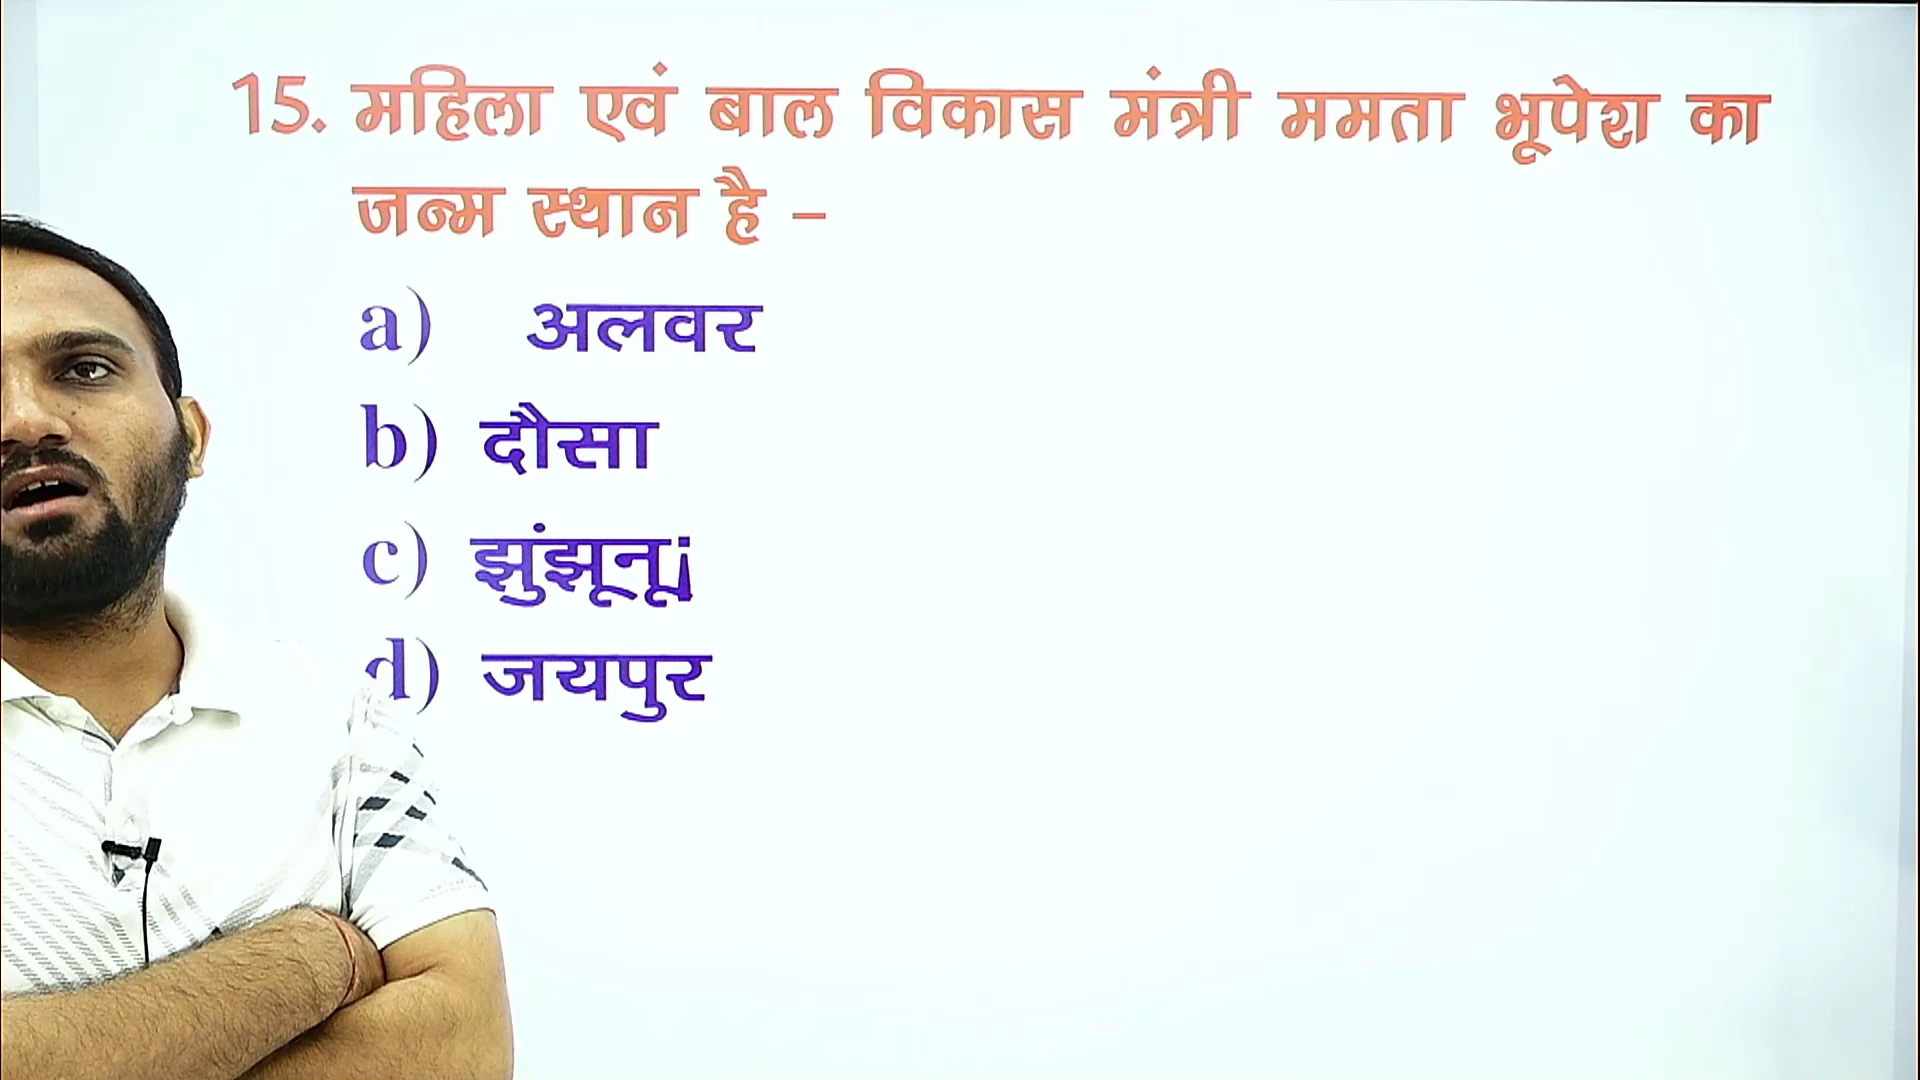 15. महिला एवं बाल विकास मंत्री ममता भूपेश का
जन्म स्थान है –
a) अलवर
b) दौसा
c) झुंझूनूं
d) जयपुर